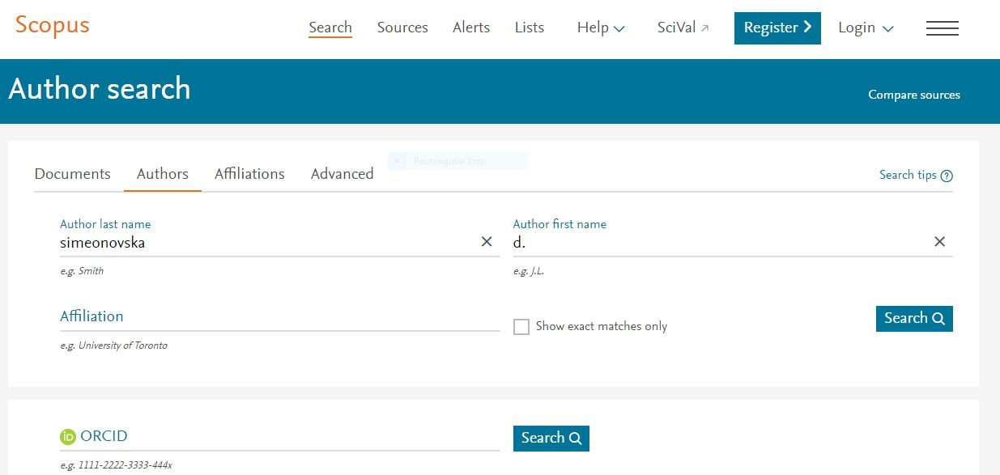 Scopus
Search Sources Alerts Lists Help SciVal Register Login
Author search
Compare sources
Rectangular Snip
Documents Authors Affiliations Advanced
Search tips
Author last name Author first name
simeonovska d.
e.g. Smith e.g. J.L.
Affiliation
Show exact matches only Search
e.g. University of Toronto
iD ORCID Search
e.g. 1111-2222-3333-444x